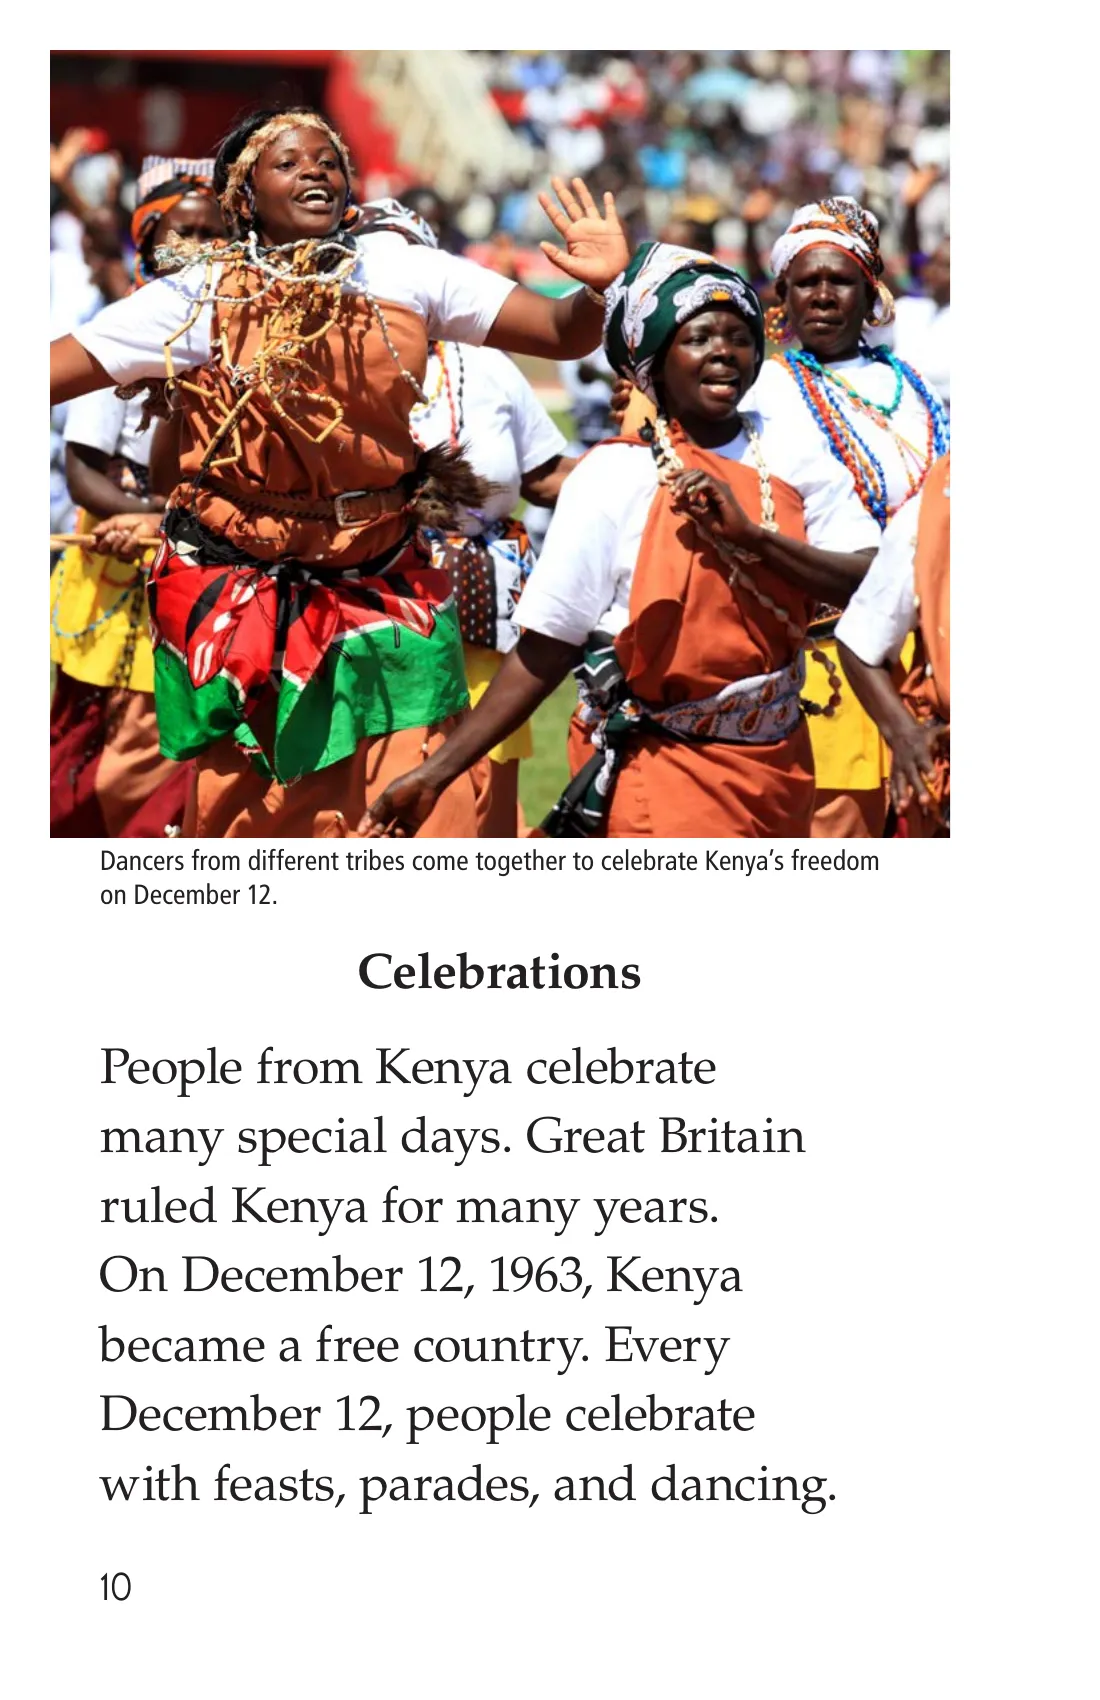 Dancers from different tribes come together to celebrate Kenya’s freedom
on December 12.
Celebrations
People from Kenya celebrate
many special days. Great Britain
ruled Kenya for many years.
On December 12, 1963, Kenya
became a free country. Every
December 12, people celebrate
with feasts, parades, and dancing.
10